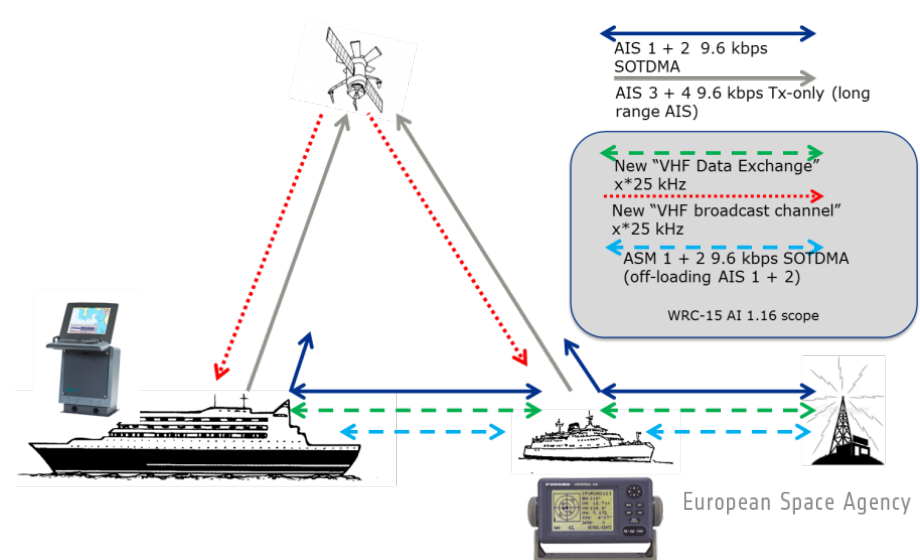 AIS 1 + 2 9.6 kbps
SOTDMA
AIS 3 + 4 9.6 kbps Tx-only (long
range AIS)
New “VHF Data Exchange”
x*25 kHz
New “VHF broadcast channel”
x*25 kHz
ASM 1 + 2 9.6 kbps SOTDMA
(off-loading AIS 1 + 2)
WRC-15 AI 1.16 scope
European Space Agency
FURUNO